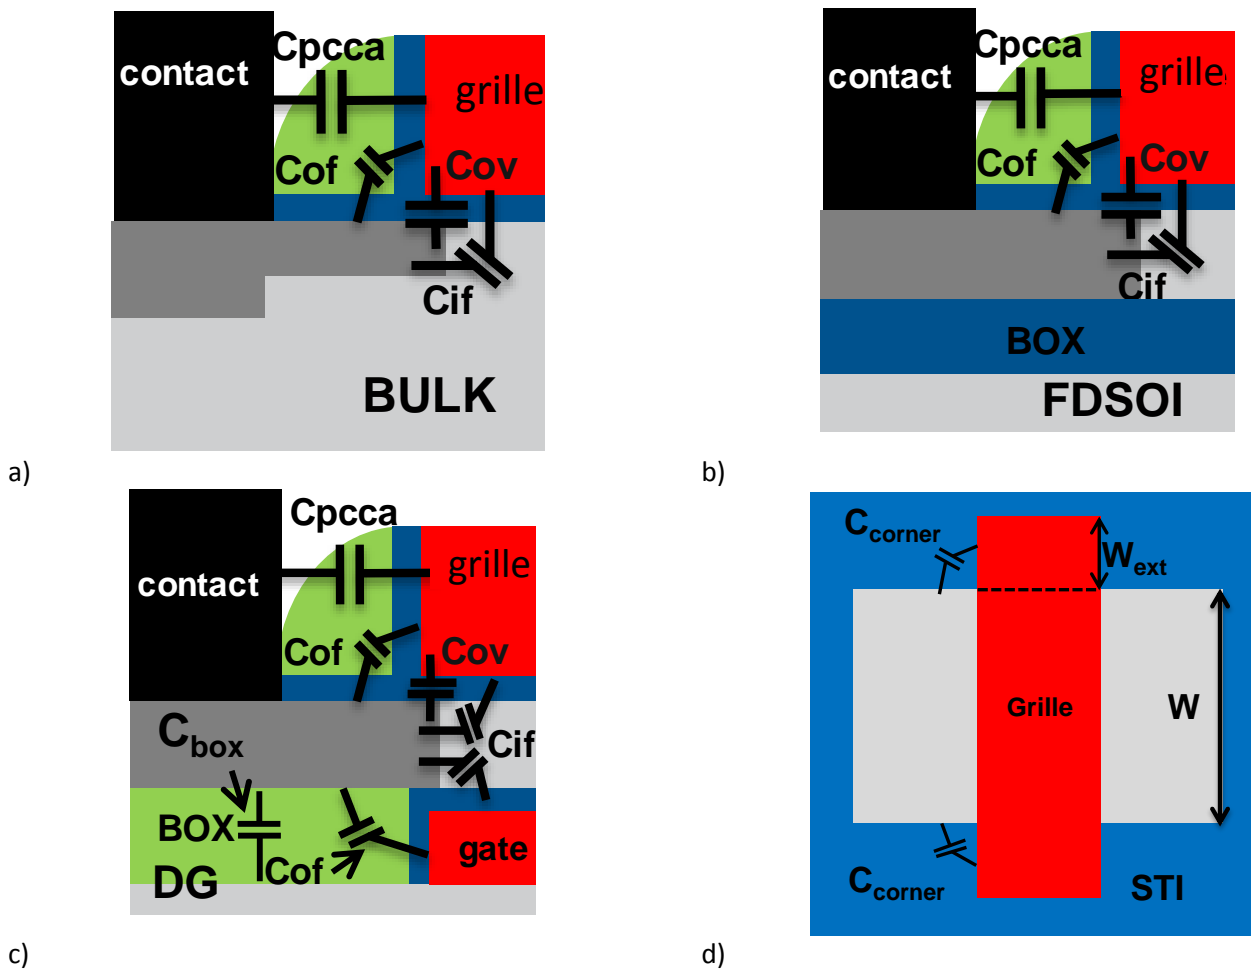 Cpcca
contact
grille
Cof
Cov
Cif
BULK
a)
Cpcca
contact
grille
Cof
Cov
Cif
BOX
FDSOI
b)
Cpcca
contact
grille
Cof
Cov
Cbox
Cif
BOX
Cof
gate
DG
c)
Ccorner
Wext
Grille
W
Ccorner
STI
d)